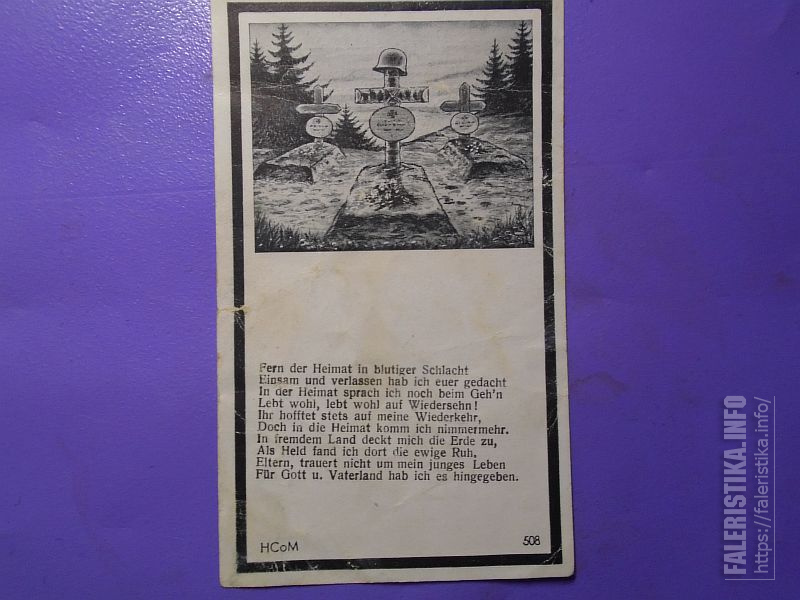 Fern der Heimat in blutiger Schlacht
Einsam und verlassen hab ich euer gedacht
In der Heimat sprach ich noch beim Geh'n
Lebt wohl, lebt wohl auf Wiedersehn!
Ihr hofftet stets auf meine Wiederkehr,
Doch in die Heimat komm ich nimmermehr.
In fremdem Land deckt mich die Erde zu,
Als Held fand ich dort die ewige Ruh,
Eltern, trauert nicht um mein junges Leben
Für Gott u. Vaterland hab ich es hingegeben.
HCoM
508
FALERISTIKA.INFO
https://faleristika.info/